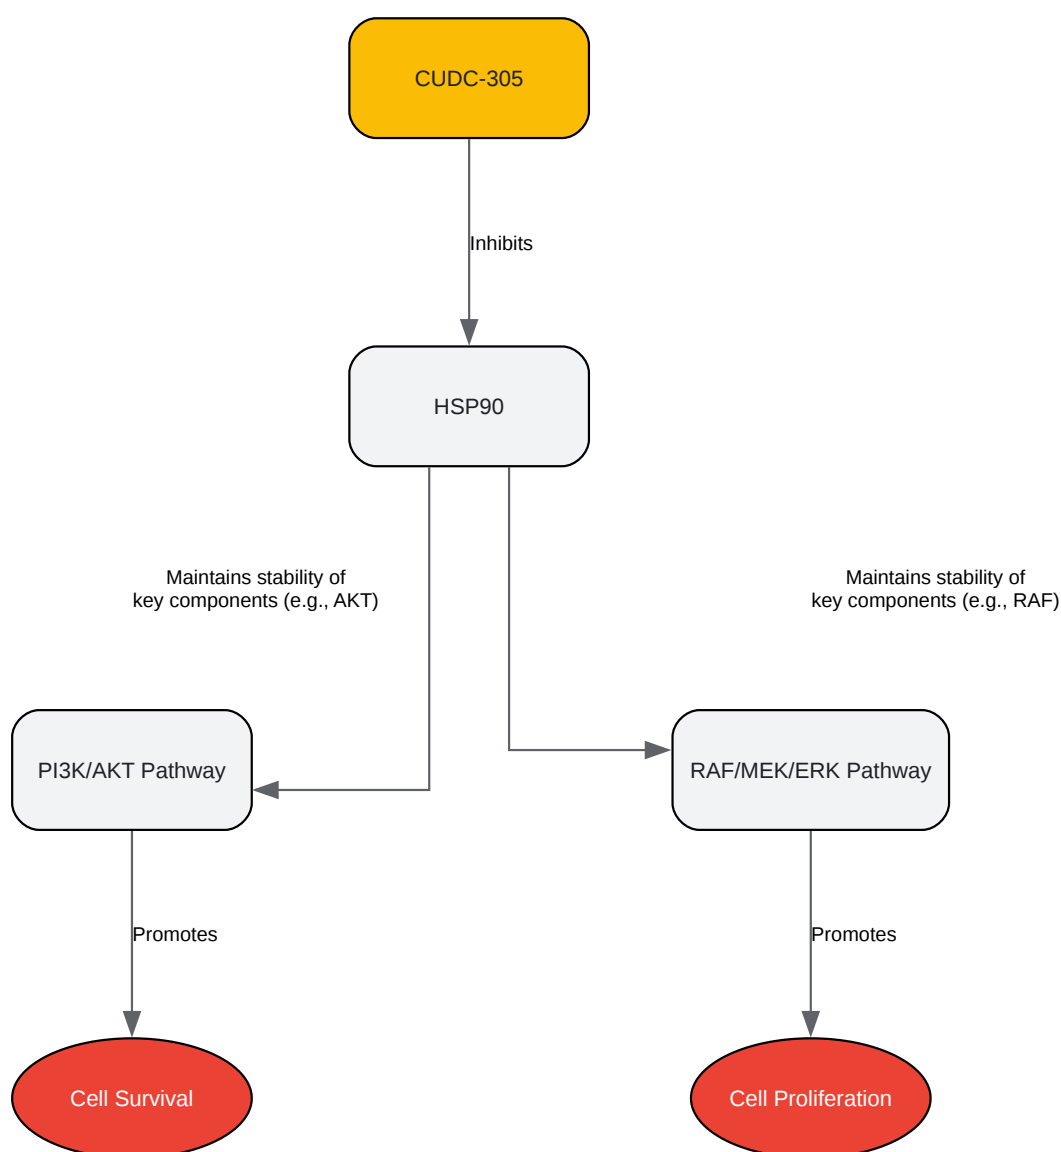 CUDC-305
Inhibits
HSP90
Maintains stability of
key components (e.g., AKT)
Maintains stability of
key components (e.g., RAF)
PI3K/AKT Pathway
RAF/MEK/ERK Pathway
Promotes
Promotes
Cell Survival
Cell Proliferation